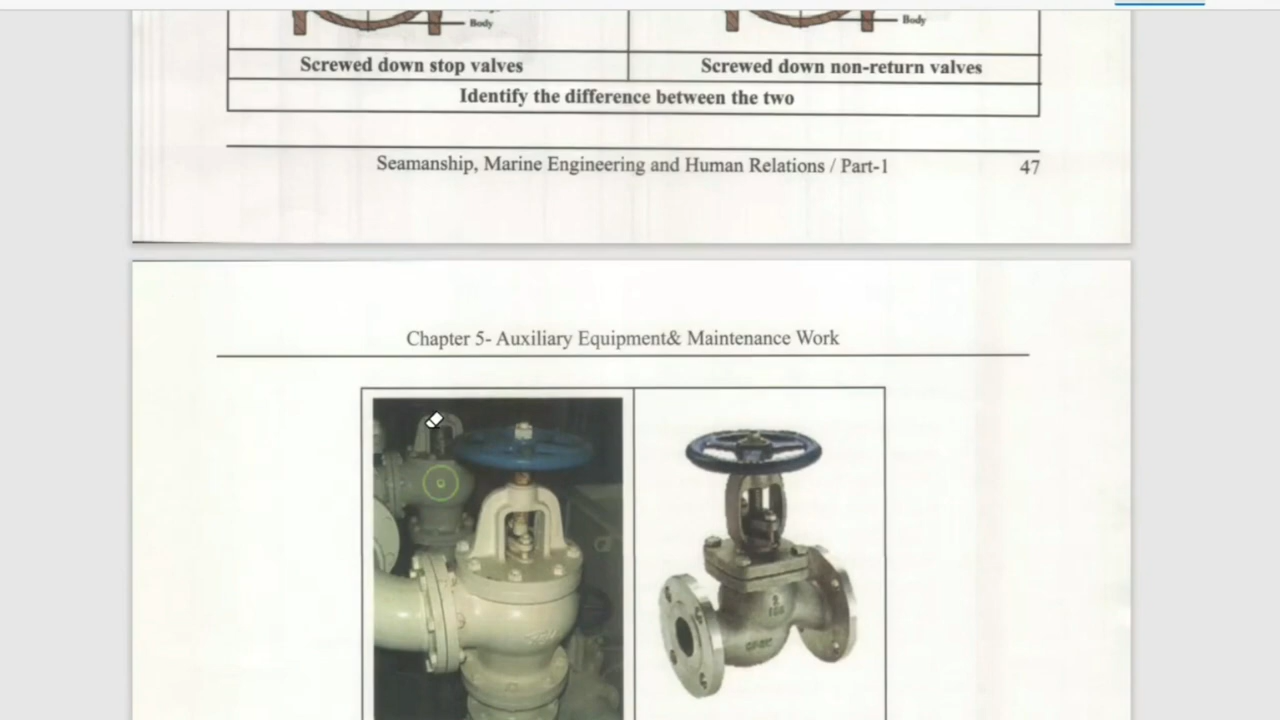 Body
Body
Screwed down stop valves
Screwed down non-return valves
Identify the difference between the two
Seamanship, Marine Engineering and Human Relations / Part-1
47
Chapter 5- Auxiliary Equipment& Maintenance Work